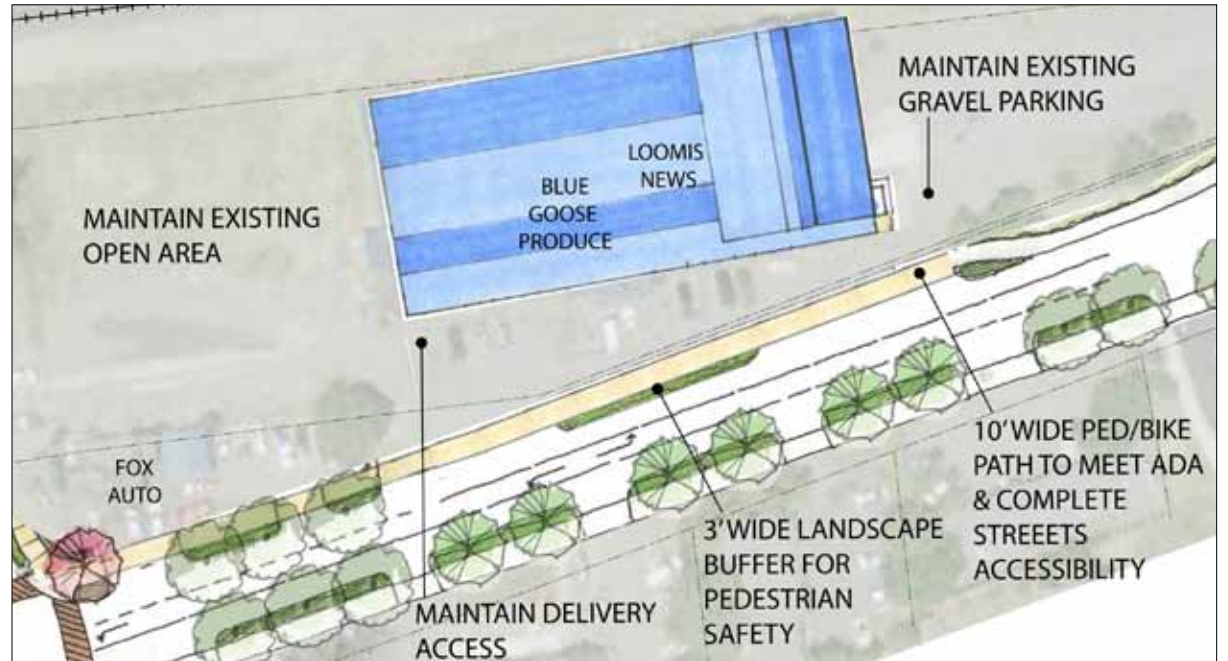 MAINTAIN EXISTING
GRAVEL PARKING
LOOMIS
NEWS
BLUE
GOOSE
PRODUCE
MAINTAIN EXISTING
OPEN AREA
FOX
AUTO
10' WIDE PED/BIKE
PATH TO MEET ADA
& COMPLETE
STREEETS
ACCESSIBILITY
3' WIDE LANDSCAPE
BUFFER FOR
PEDESTRIAN
SAFETY
MAINTAIN DELIVERY
ACCESS